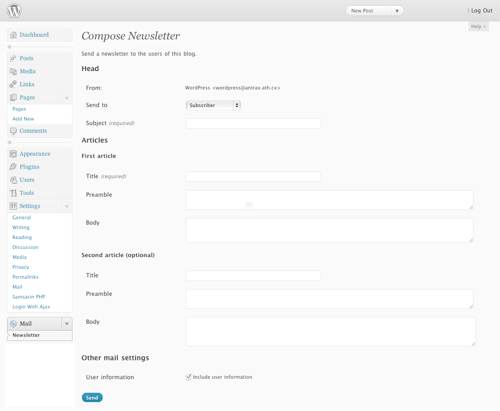 New Post
Log Out
Help
Dashboard
Posts
Media
Links
Pages
Pages
Add New
Comments
Appearance
Plugins
Users
Tools
Settings
General
Writing
Reading
Discussion
Media
Privacy
Permalinks
Mail
Samsarin PHP
Login With Ajax
Mail
Newsletter
Compose Newsletter
Send a newsletter to the users of this blog.
Head
From: WordPress <wordpress@antrax.ath.cx>
Send to Subscriber
Subject (required)
Articles
First article
Title (required)
Preamble
Body
Second article (optional)
Title
Preamble
Body
Other mail settings
User information Include user information
Send